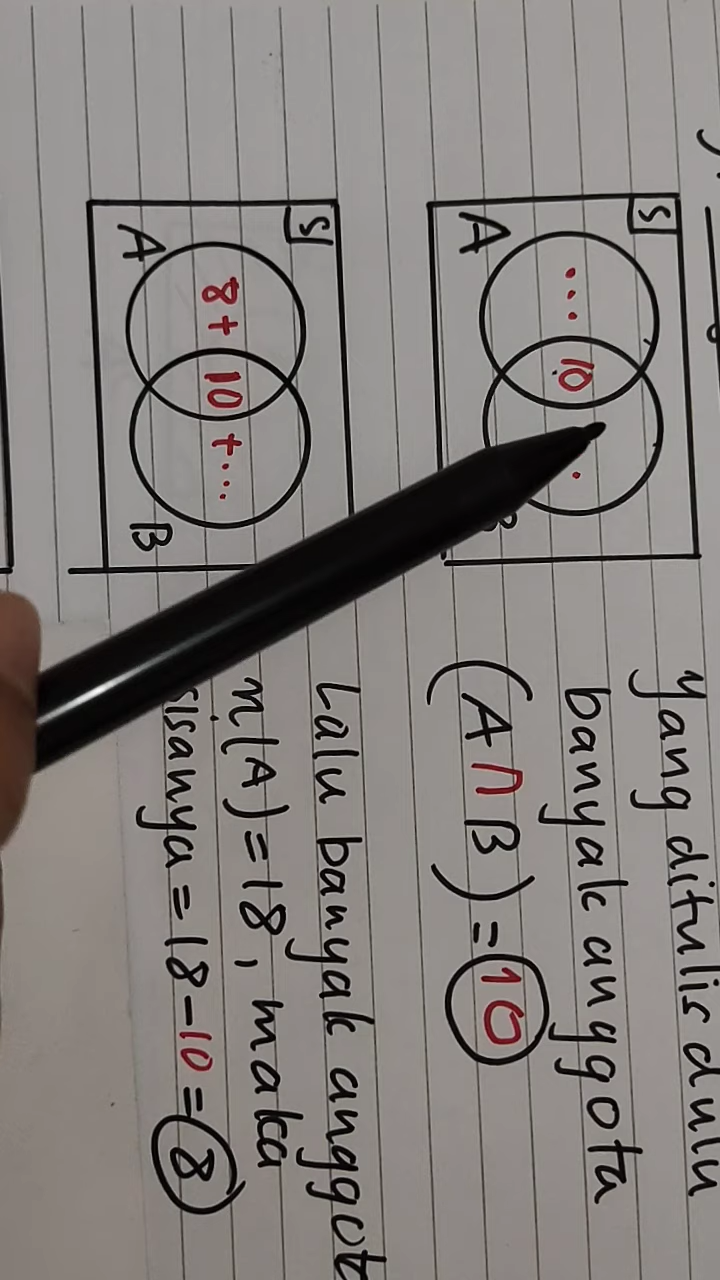 yang ditulis dulu
banyak anggota
(A∩B) = 10
S
A
... 10 .
B
Lalu banyak anggota
n(A) = 18, maka
sisanya = 18 - 10 = 8
S
A
8 + 10 + ...
B